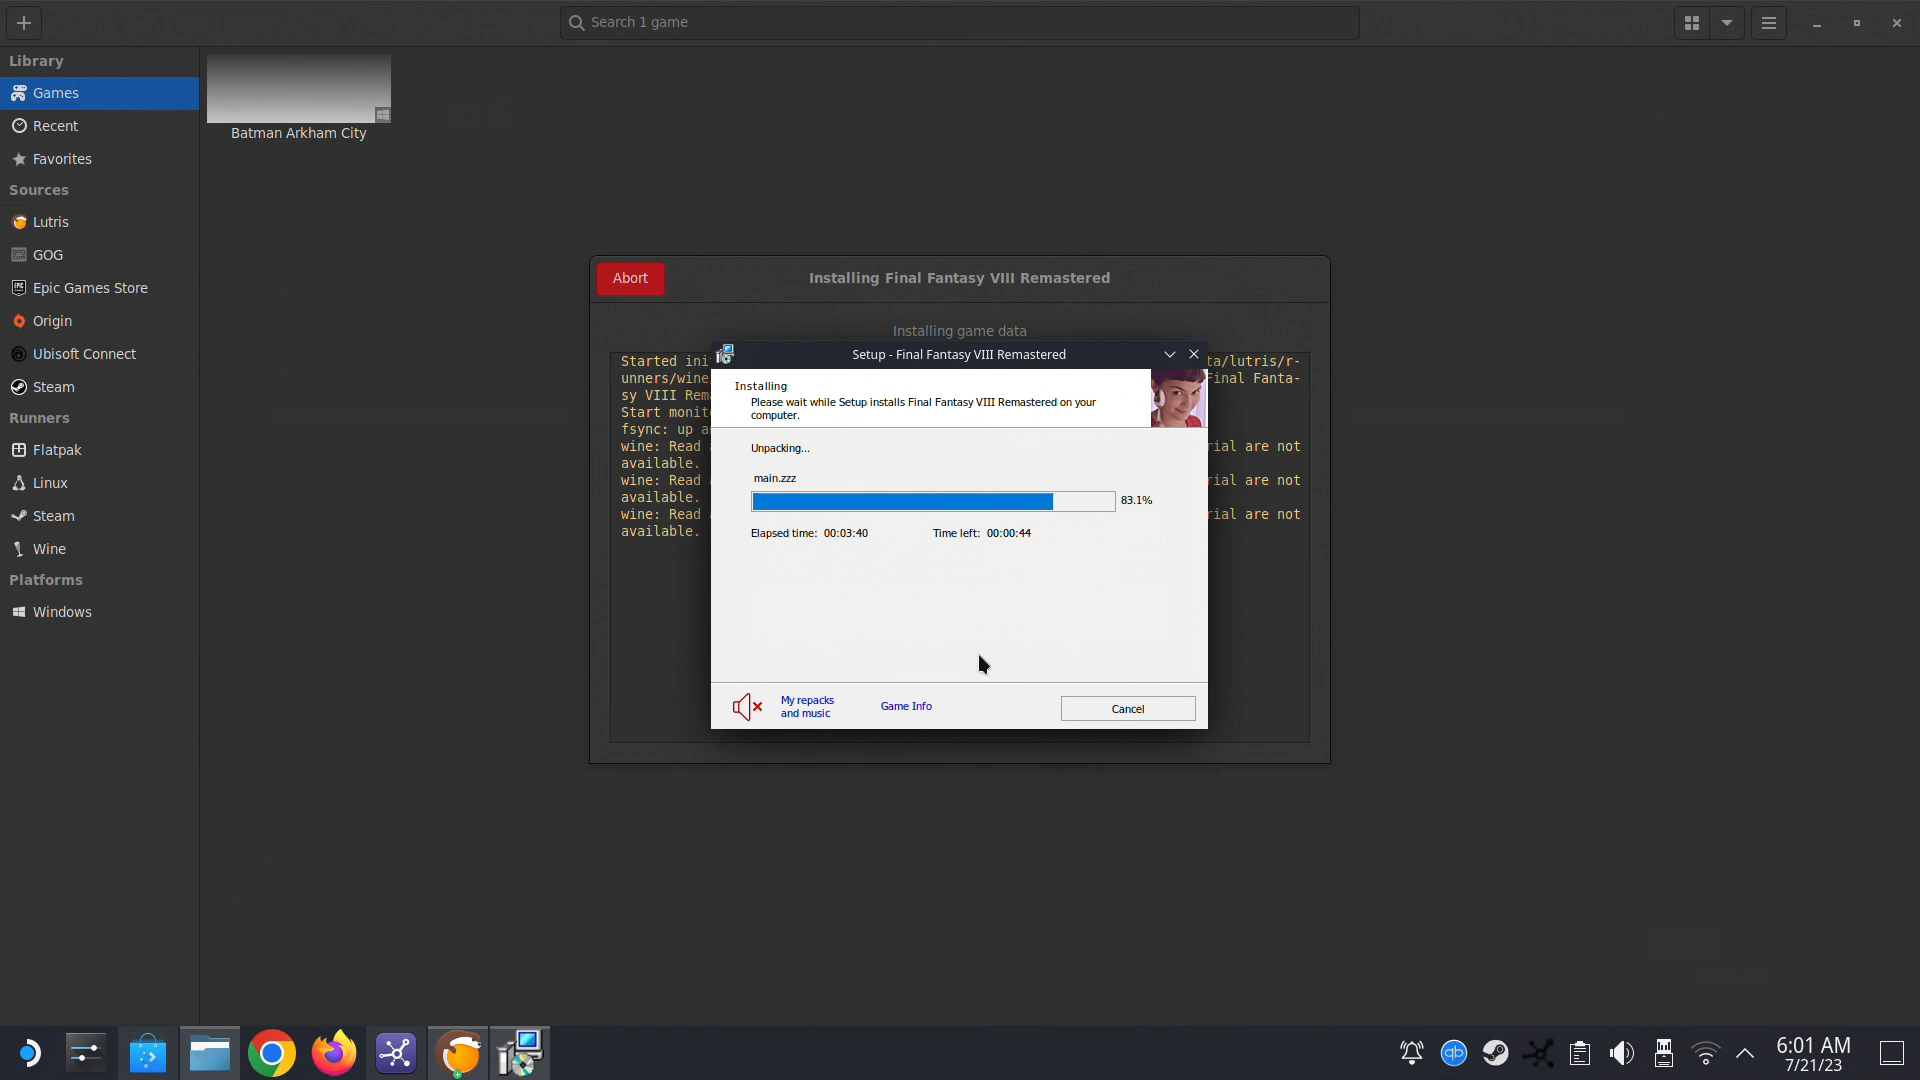 Search 1 game
Library
Games
Recent
Favorites
Sources
Lutris
GOG
Epic Games Store
Origin
Ubisoft Connect
Steam
Runners
Flatpak
Linux
Steam
Wine
Platforms
Windows
Batman Arkham City
Abort
Installing Final Fantasy VIII Remastered
Installing game data
Started ini ta/lutris/r-
unners/wine Final Fanta-
sy VIII Rem
Start monit
fsync: up a
wine: Read rial are not
available.
wine: Read rial are not
available.
wine: Read rial are not
available.
Setup - Final Fantasy VIII Remastered
Installing
Please wait while Setup installs Final Fantasy VIII Remastered on your
computer.
Unpacking...
main.zzz
83.1%
Elapsed time: 00:03:40 Time left: 00:00:44
My repacks
and music
Game Info
Cancel
6:01 AM
7/21/23